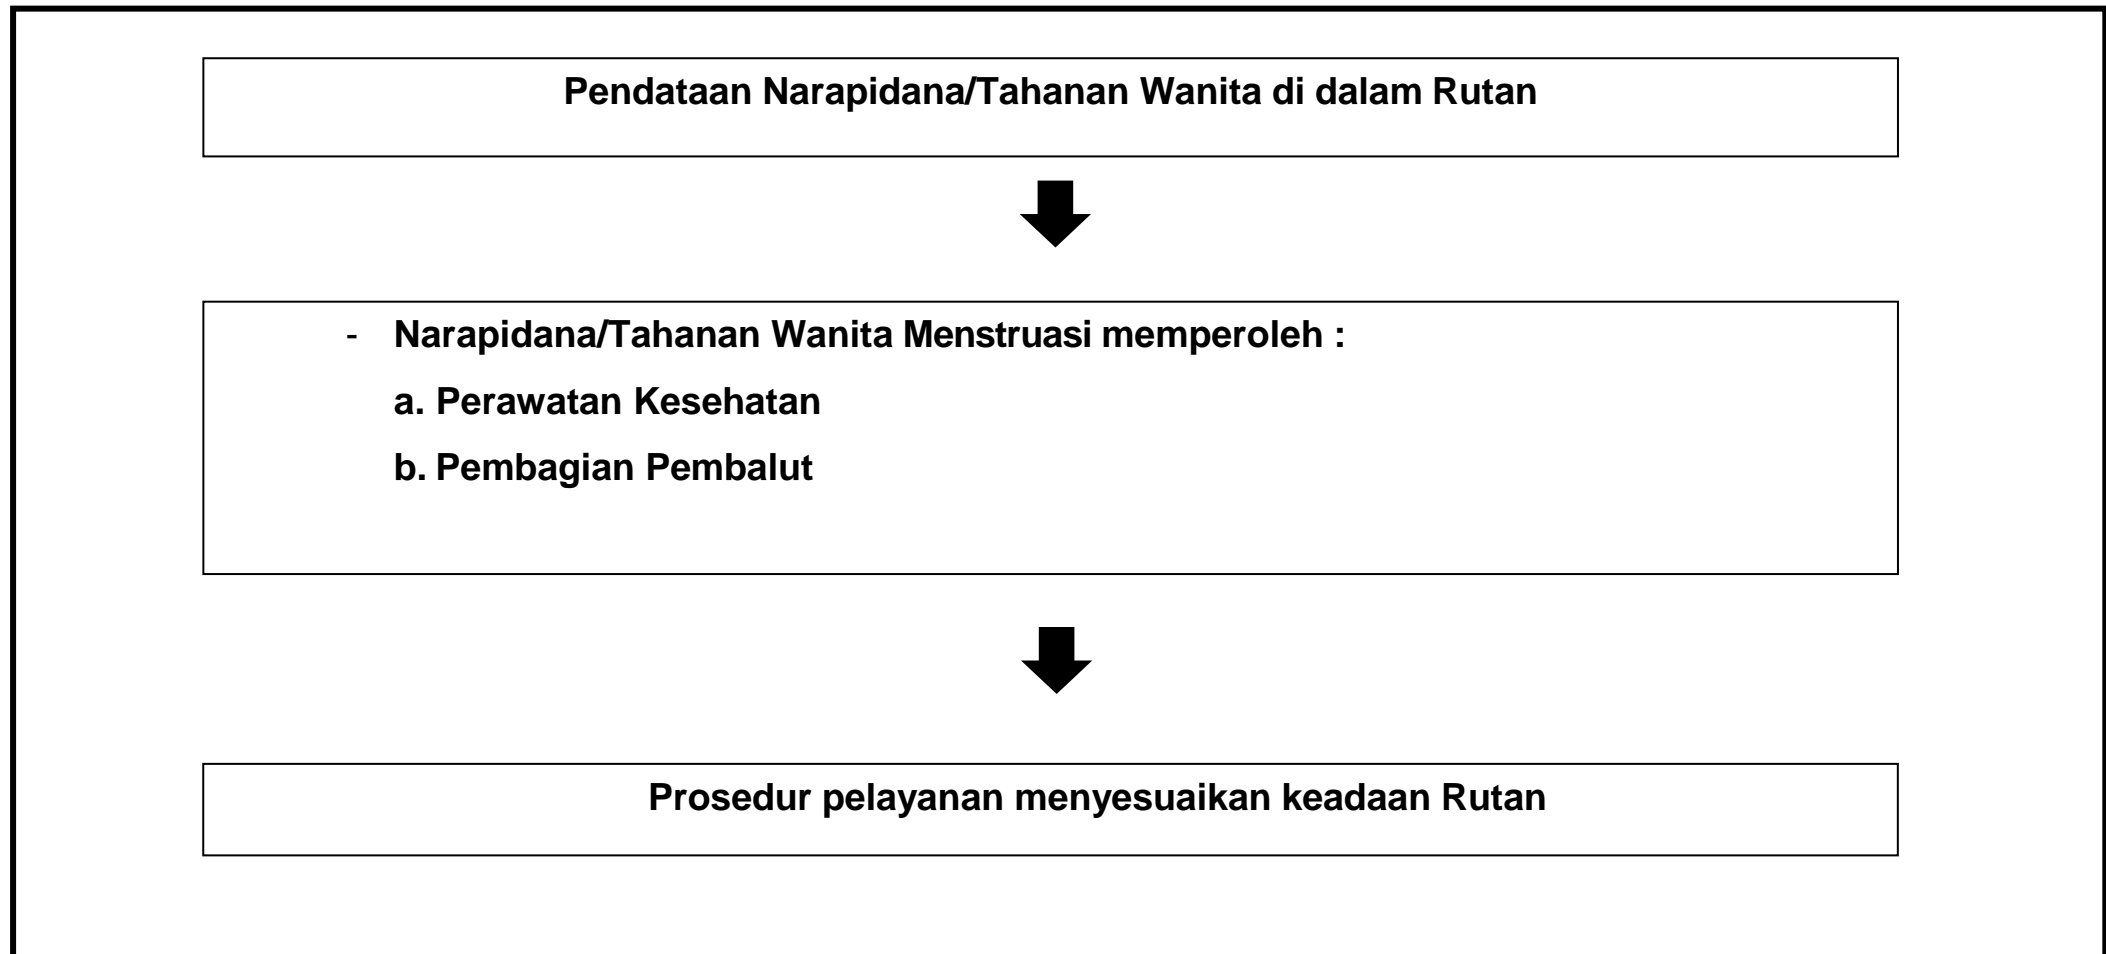 Pendataan Narapidana/Tahanan Wanita di dalam Rutan
- Narapidana/Tahanan Wanita Menstruasi memperoleh :
a. Perawatan Kesehatan
b. Pembagian Pembalut
Prosedur pelayanan menyesuaikan keadaan Rutan